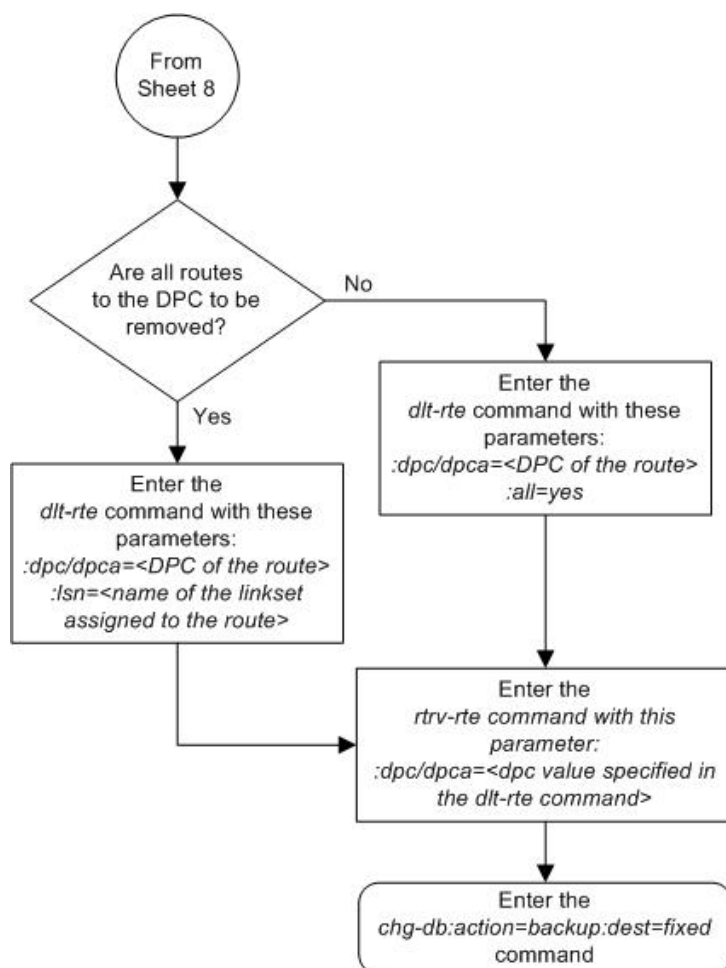 From
Sheet 8
Are all routes
to the DPC to be
removed?
No
Yes
Enter the
dlt-rte command with these
parameters:
:dpc/dpca=<DPC of the route>
:all=yes
Enter the
dlt-rte command with these
parameters:
:dpc/dpca=<DPC of the route>
:lsn=<name of the linkset
assigned to the route>
Enter the
rtrv-rte command with this
parameter:
:dpc/dpca=<dpc value specified in
the dlt-rte command>
Enter the
chg-db:action=backup:dest=fixed
command